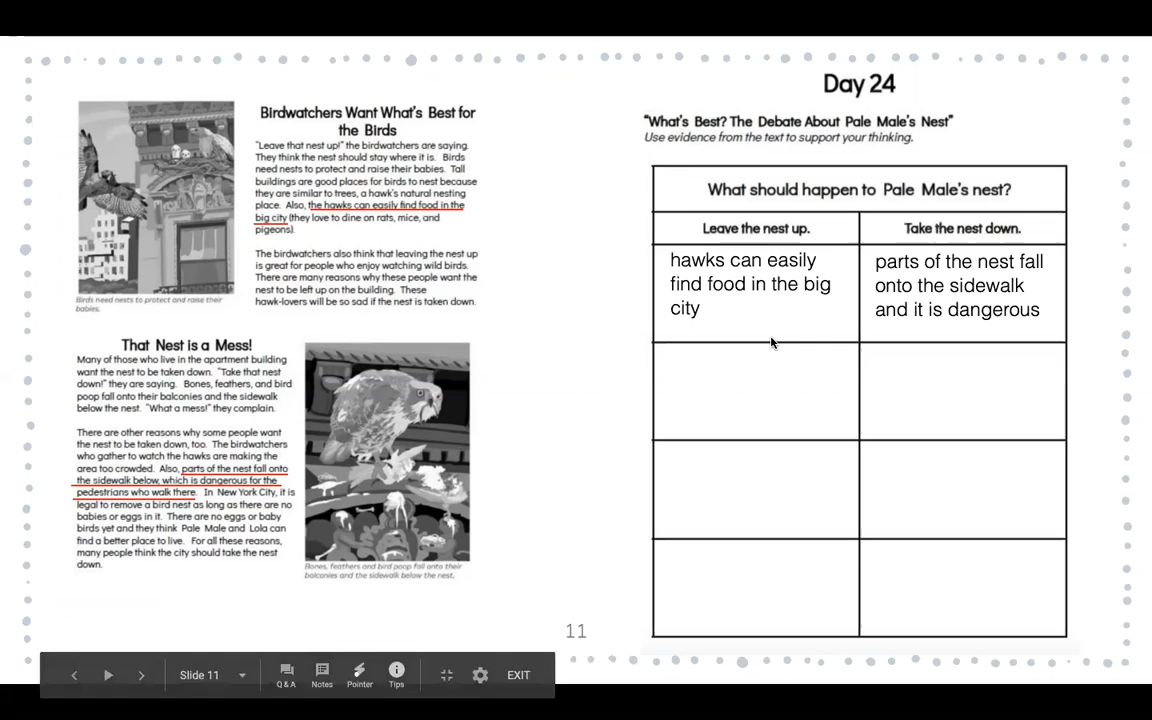 Birdwatchers Want What's Best for
the Birds
"Leave that nest up!" the birdwatchers are saying.
They think the nest should stay where it is. Birds
need nests to protect and raise their babies. Tall
buildings are good places for birds to nest because
they are similar to trees, a hawk's natural nesting
place. Also, the hawks can easily find food in the
big city (they love to dine on rats, mice, and
pigeons).
The birdwatchers also think that leaving the nest up
is great for people who enjoy watching wild birds.
There are many reasons why these people want the
nest to be left up on the building. These
hawk-lovers will be so sad if the nest is taken down.
Birds need nests to protect and raise their
babies.
That Nest is a Mess!
Many of those who live in the apartment building
want the nest to be taken down. "Take that nest
down!" they are saying. Bones, feathers, and bird
poop fall onto their balconies and the sidewalk
below the nest. "What a mess!" they complain.
There are other reasons why some people want
the nest to be taken down, too. The birdwatchers
who gather to watch the hawks are making the
area too crowded. Also, parts of the nest fall onto
the sidewalk below, which is dangerous for the
pedestrians who walk there. In New York City, it is
legal to remove a bird nest as long as there are no
babies or eggs in it. There are no eggs or baby
birds yet and they think Pale Male and Lola can
find a better place to live. For all these reasons,
many people think the city should take the nest
down.
Bones, feathers and bird poop fall onto their
balconies and the sidewalk below the nest.
11
Day 24
"What's Best? The Debate About Pale Male's Nest"
Use evidence from the text to support your thinking.
What should happen to Pale Male's nest?
Leave the nest up.
Take the nest down.
hawks can easily
find food in the big
city
parts of the nest fall
onto the sidewalk
and it is dangerous
Slide 11
Q & A
Notes
Pointer
Tips
EXIT